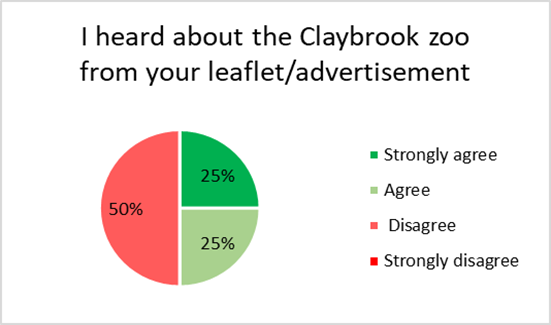 I heard about the Claybrook zoo
from your leaflet/advertisement
25%
50%
25%
Strongly agree
Agree
Disagree
Strongly disagree